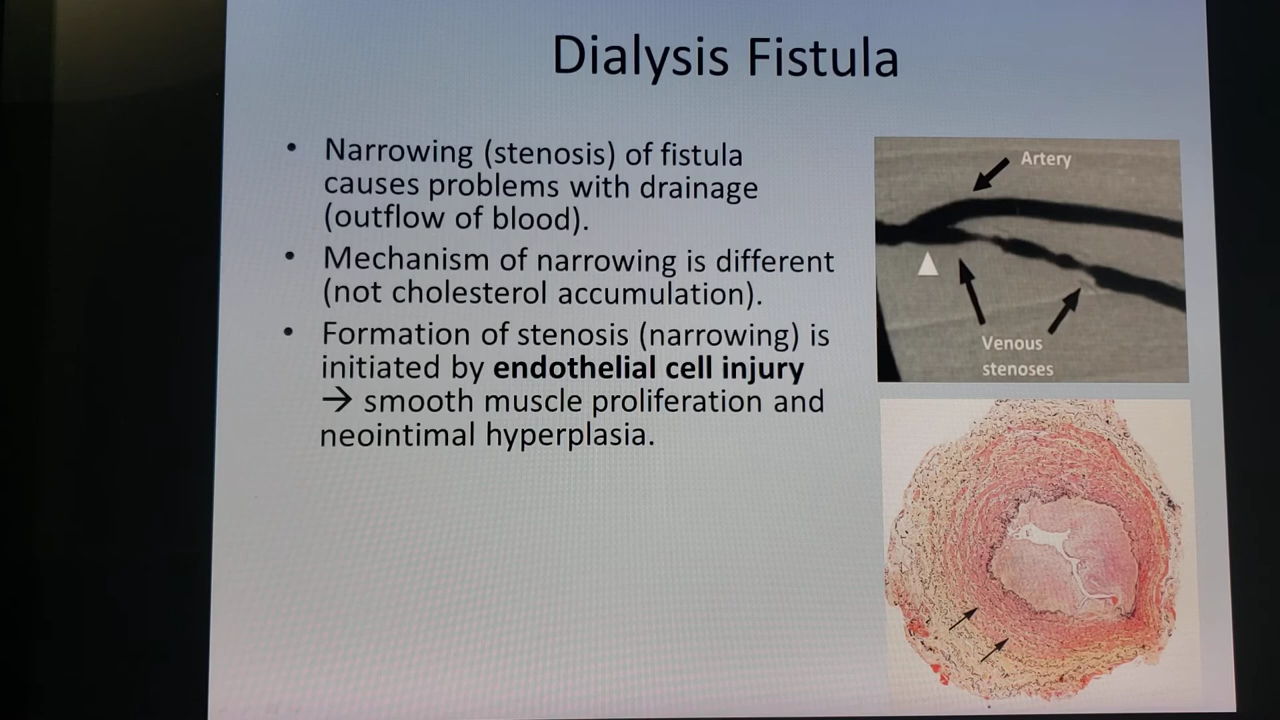 Dialysis Fistula
• Narrowing (stenosis) of fistula
causes problems with drainage
(outflow of blood).
• Mechanism of narrowing is different
(not cholesterol accumulation).
• Formation of stenosis (narrowing) is
initiated by endothelial cell injury
→ smooth muscle proliferation and
neointimal hyperplasia.
Artery
Venous
stenoses